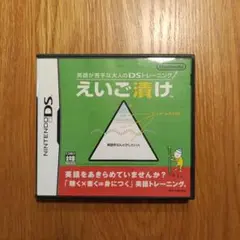 英語が苦手な大人のDSトレーニング
えいご漬け
NINTENDO DS
英語をあきらめていませんか?
「聴く×書く=身につく」英語トレーニング。